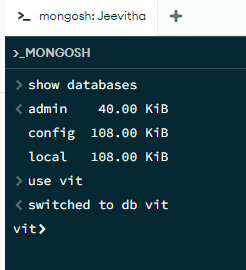 >_ mongosh: Jeevitha +
>_MONGOSH
> show databases
< admin 40.00 KiB
config 108.00 KiB
local 108.00 KiB
> use vit
< switched to db vit
vit>